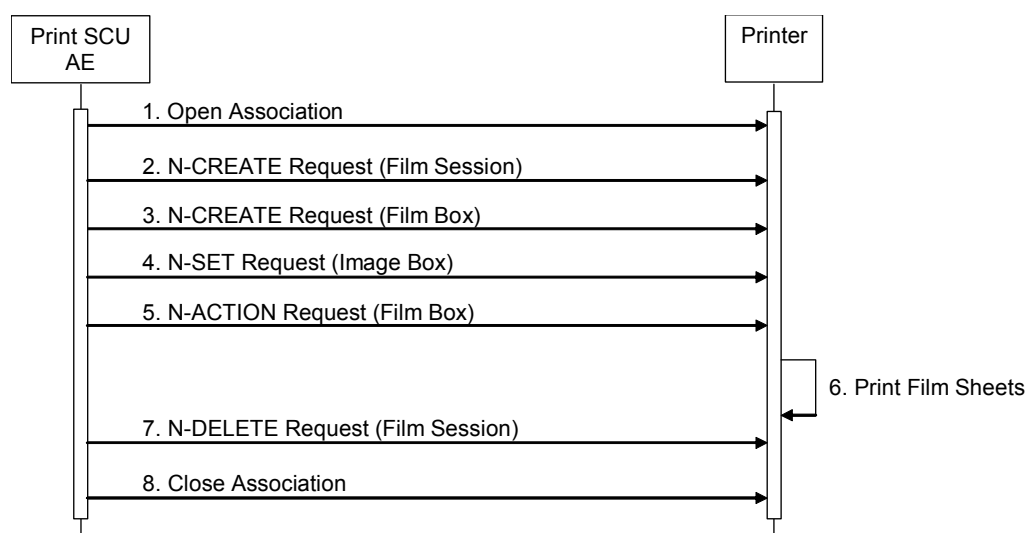 Print SCU
AE
Printer
1. Open Association
2. N-CREATE Request (Film Session)
3. N-CREATE Request (Film Box)
4. N-SET Request (Image Box)
5. N-ACTION Request (Film Box)
6. Print Film Sheets
7. N-DELETE Request (Film Session)
8. Close Association